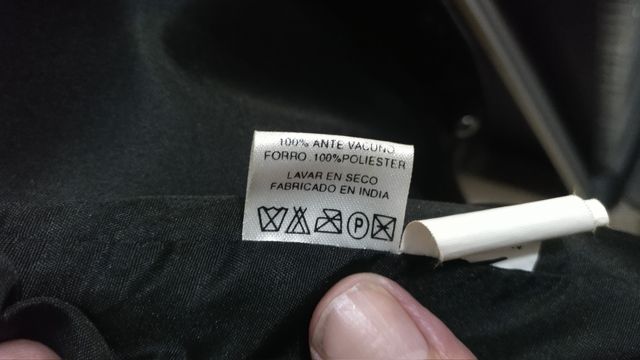 100% ANTE VACUNO
FORRO 100%POLIESTER
LAVAR EN SECO
FABRICADO EN INDIA
P